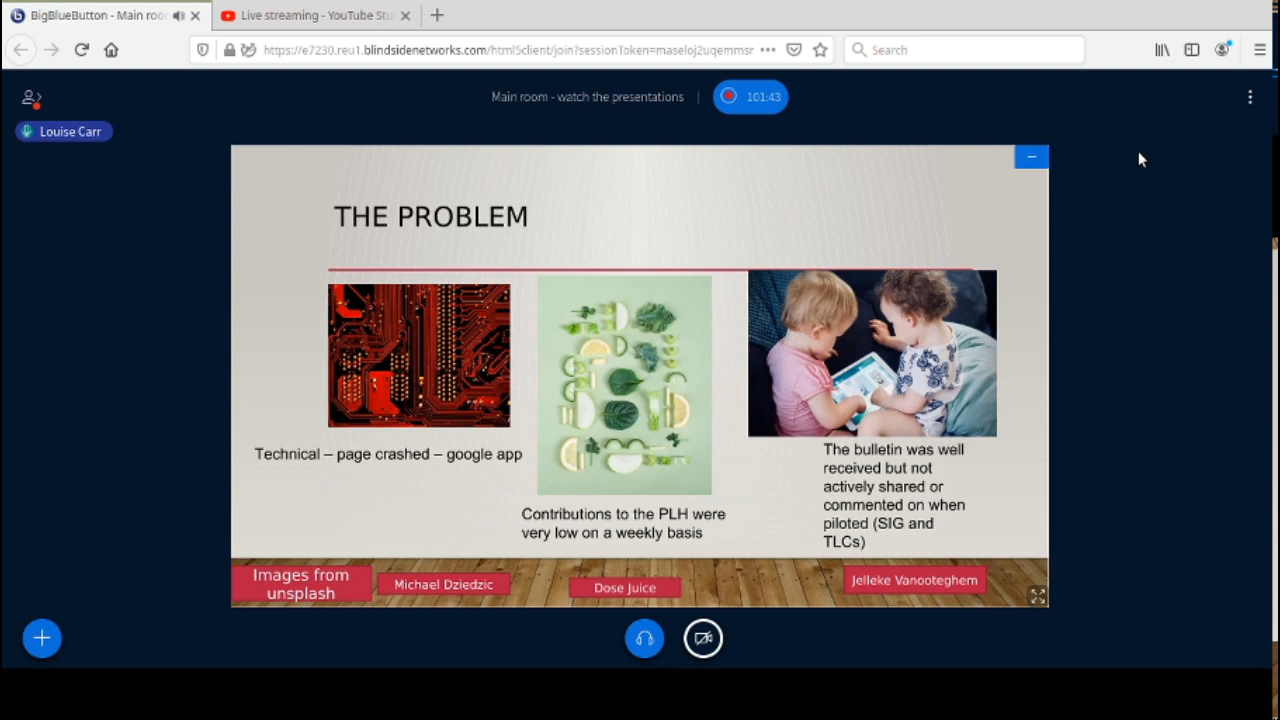 BigBlueButton - Main roo
Live streaming - YouTube Stu
https://e7230.reu1.blindsidenetworks.com/html5client/join?sessionToken=maseloj2uqemmsr
Search
Main room - watch the presentations
101:43
Louise Carr
THE PROBLEM
Technical – page crashed – google app
Contributions to the PLH were
very low on a weekly basis
The bulletin was well
received but not
actively shared or
commented on when
piloted (SIG and
TLCs)
Images from
unsplash
Michael Dziedzic
Dose Juice
Jelleke Vanooteghem